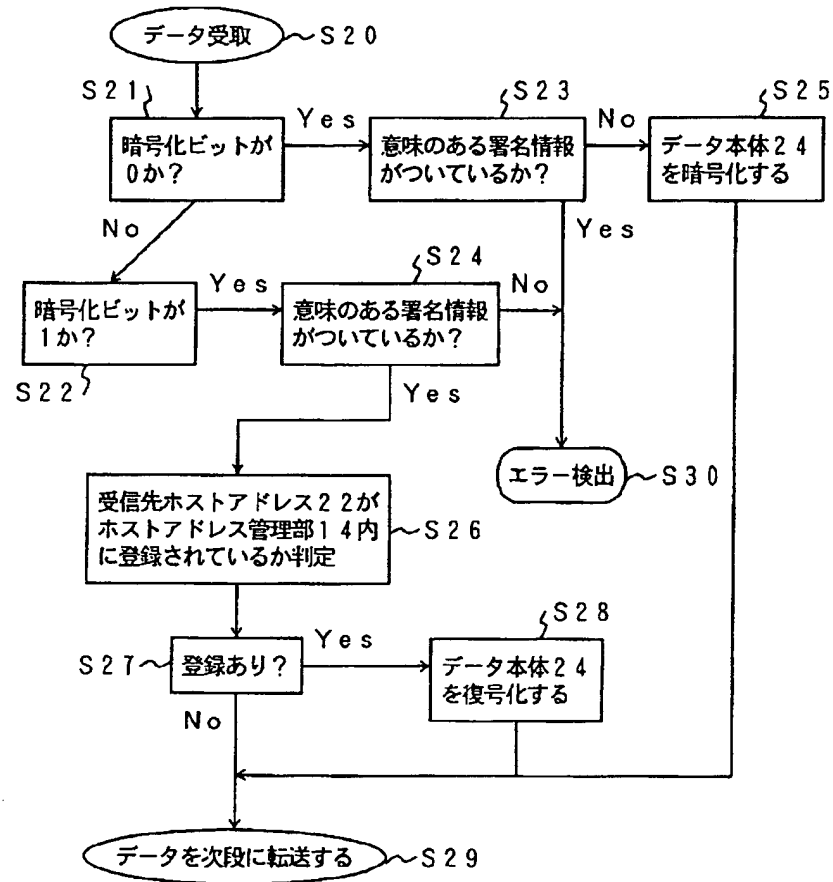 データ受取
S20
S21
暗号化ビットが
0か？
Yes
No
S23
意味のある署名情報
がついているか？
No
Yes
S25
データ本体24
を暗号化する
暗号化ビットが
1か？
S22
Yes
S24
意味のある署名情報
がついているか？
No
Yes
エラー検出
S30
受信先ホストアドレス22が
ホストアドレス管理部14内
に登録されているか判定
S26
S27
登録あり？
Yes
No
S28
データ本体24
を復号化する
データを次段に転送する
S29